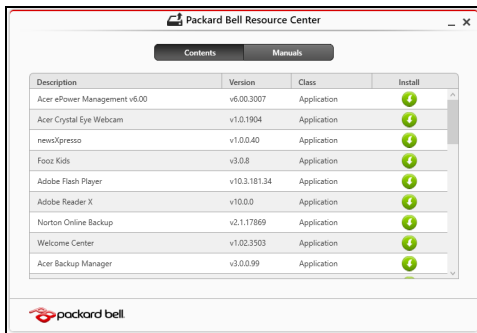 Packard Bell Resource Center
Contents Manuals
Description Version Class Install
Acer ePower Management v6.00 v6.00.3007 Application
Acer Crystal Eye Webcam v1.0.1904 Application
newsXpresso v1.0.0.40 Application
Fooz Kids v3.0.8 Application
Adobe Flash Player v10.3.181.34 Application
Adobe Reader X v10.0.0 Application
Norton Online Backup v2.1.17869 Application
Welcome Center v1.02.3503 Application
Acer Backup Manager v3.0.0.99 Application
packard bell